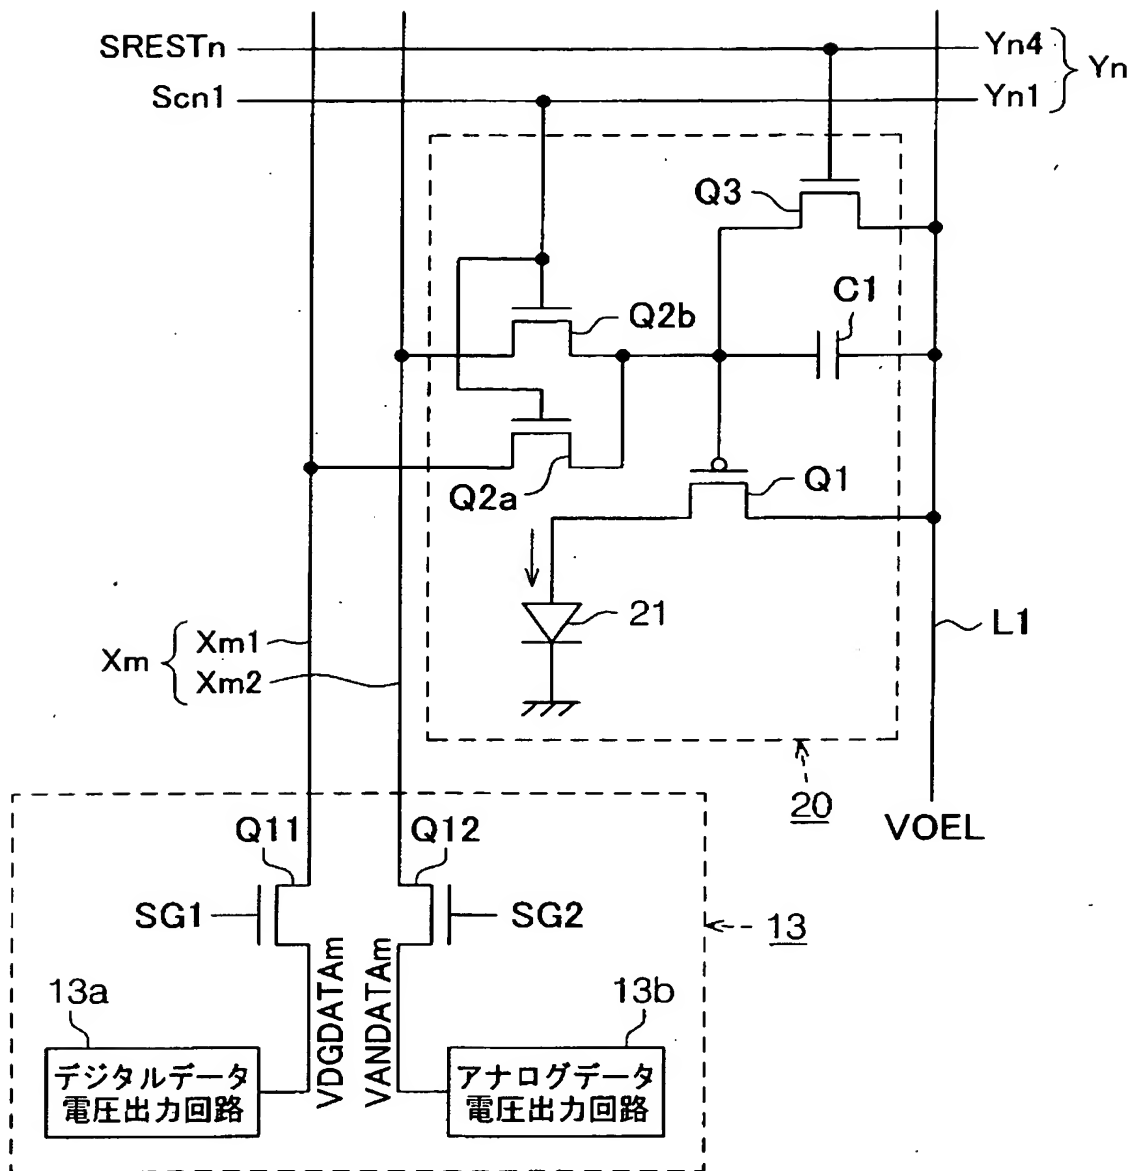 SRESTn
Yn4
Yn
Scn1
Yn1
Q3
C1
Q2b
Q2a
Q1
21
L1
Xm
Xm1
Xm2
20
VOEL
Q11
Q12
SG1
SG2
13
VDGDATAm
VANDATAm
13a
13b
デジタルデータ
電圧出力回路
アナログデータ
電圧出力回路